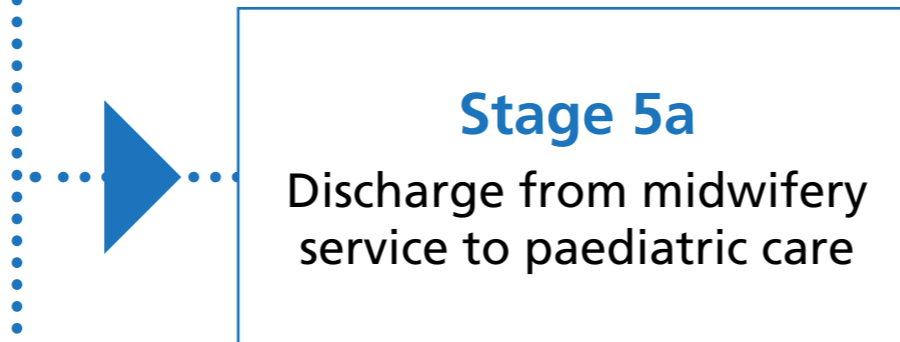 Stage 5a
Discharge from midwifery
service to paediatric care